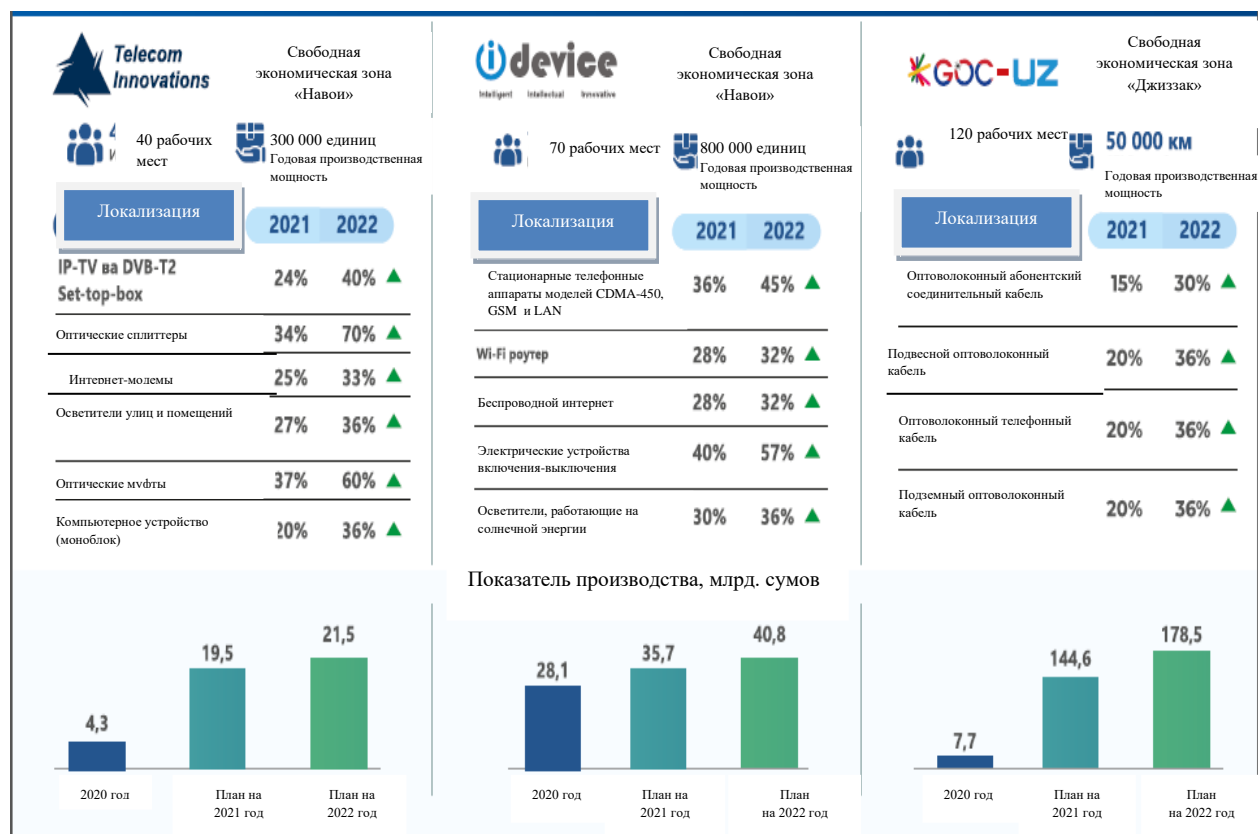 Telecom
Innovations
Свободная
экономическая зона
«Навои»
40 рабочих
мест
300 000 единиц
Годовая производственная
мощность
Локализация
2021 2022
IP-TV ва DVB-T2
Set-top-box
24% 40%
Оптические сплиттеры
34% 70%
Интернет-модемы
25% 33%
Осветители улиц и помещений
27% 36%
Оптические муфты
37% 60%
Компьютерное устройство
(моноблок)
20% 36%
idevice
Intelligent Intellectual Innovative
Свободная
экономическая зона
«Навои»
70 рабочих мест
800 000 единиц
Годовая производственная
мощность
Локализация
2021 2022
Стационарные телефонные
аппараты моделей CDMA-450,
GSM и LAN
36% 45%
Wi-Fi роутер
28% 32%
Беспроводной интернет
28% 32%
Электрические устройства
включения-выключения
40% 57%
Осветители, работающие на
солнечной энергии
30% 36%
GOC-UZ
Свободная
экономическая зона
«Джиззак»
120 рабочих мест
50 000 км
Годовая производственная
мощность
Локализация
2021 2022
Оптоволоконный абонентский
соединительный кабель
15% 30%
Подвесной оптоволоконный
кабель
20% 36%
Оптоволоконный телефонный
кабель
20% 36%
Подземный оптоволоконный
кабель
20% 36%
Показатель производства, млрд. сумов
4,3
19,5
21,5
2020 год
План на
2021 год
План на
2022 год
28,1
35,7
40,8
2020 год
План на
2021 год
План
на 2022 год
7,7
144,6
178,5
2020 год
План на
2021 год
План
на 2022 год